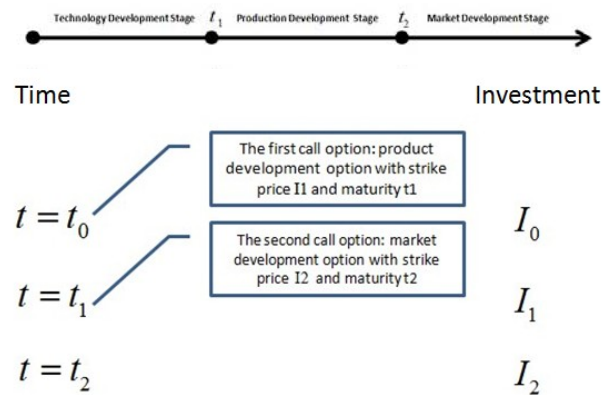 Technology Development Stage t₁ Production Development Stage t₂ Market Development Stage
Time Investment
The first call option: product
development option with strike
price I1 and maturity t1
t = t₀ I₀
The second call option: market
development option with strike
price I2 and maturity t2
t = t₁ I₁
t = t₂ I₂